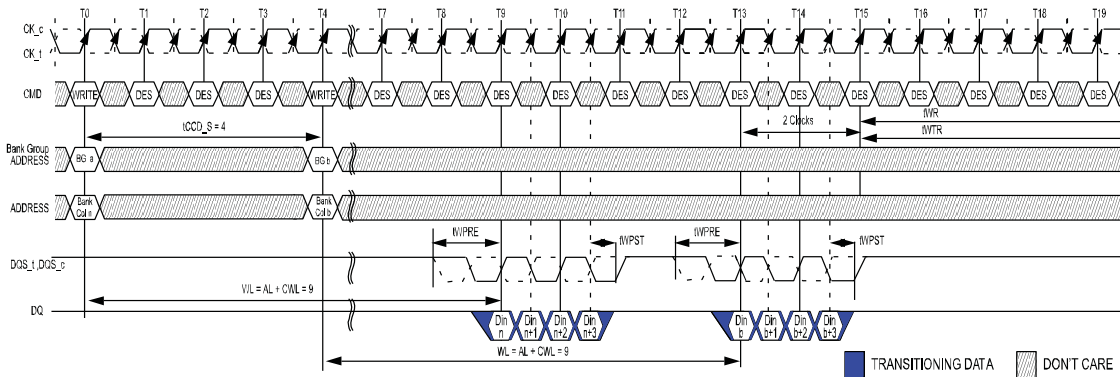 T0 T1 T2 T3 T4 T7 T8 T9 T10 T11 T12 T13 T14 T15 T16 T17 T18 T19
CK_c
CK_t
CMD WRITE DES DES DES WRITE DES DES DES DES DES DES DES DES DES DES DES DES DES
tCCD_S = 4 2 Clocks tWR
tWTR
Bank Group
ADDRESS BG a BG b
ADDRESS Bank Col n Bank Col b
tWPRE tWPST tWPRE tWPST
DQS_t ,DQS_c
WL = AL + CWL = 9
DQ Din n Din n+1 Din n+2 Din n+3 Din b Din b+1 Din b+2 Din b+3
WL = AL + CWL = 9
TRANSITIONING DATA DON'T CARE